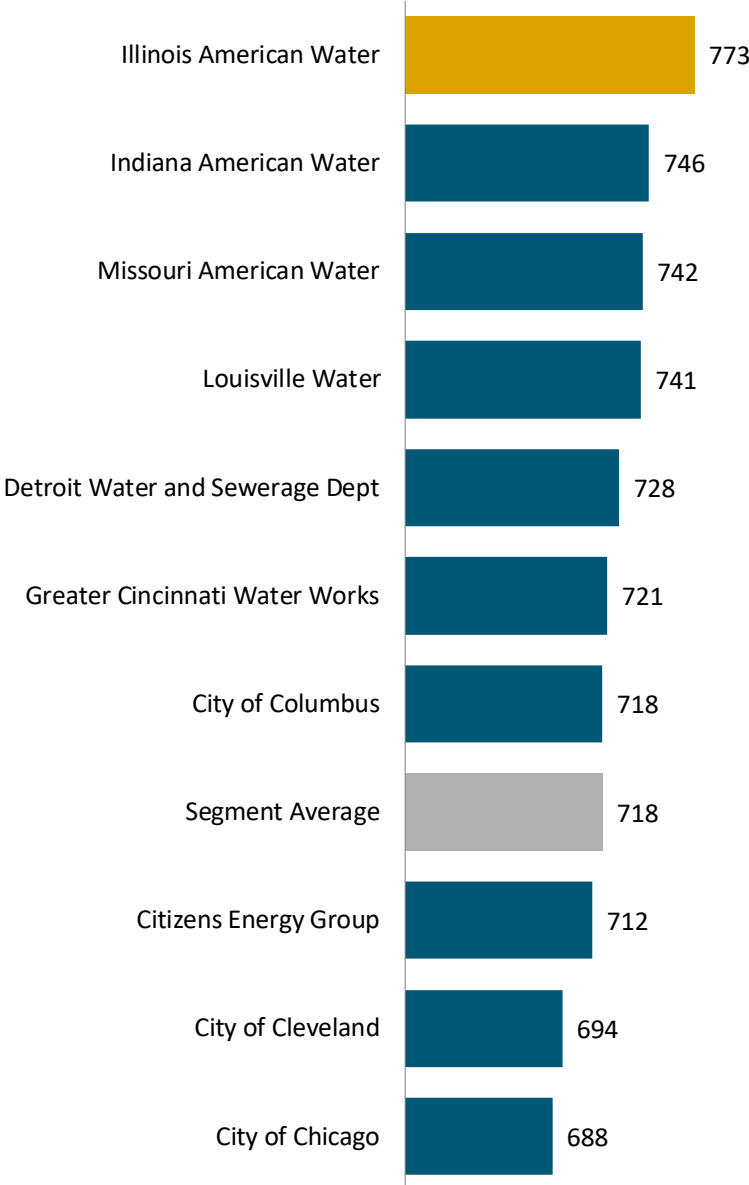 Illinois American Water 773
Indiana American Water 746
Missouri American Water 742
Louisville Water 741
Detroit Water and Sewerage Dept 728
Greater Cincinnati Water Works 721
City of Columbus 718
Segment Average 718
Citizens Energy Group 712
City of Cleveland 694
City of Chicago 688